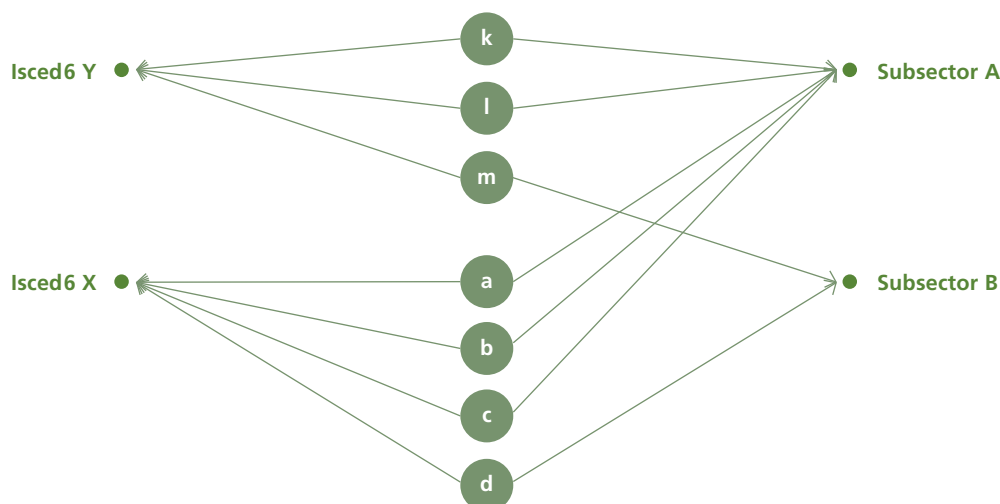 k
Isced6 Y
Subsector A
l
m
Isced6 X
a
Subsector B
b
c
d